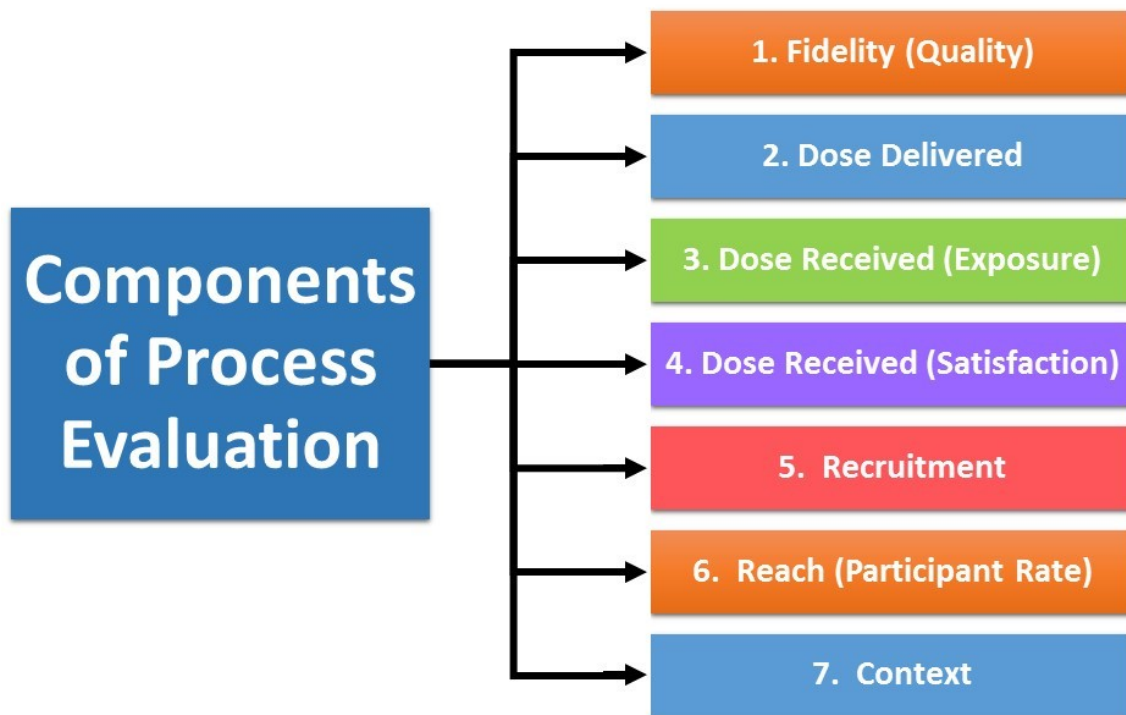 Components
of Process
Evaluation
1. Fidelity (Quality)
2. Dose Delivered
3. Dose Received (Exposure)
4. Dose Received (Satisfaction)
5. Recruitment
6. Reach (Participant Rate)
7. Context